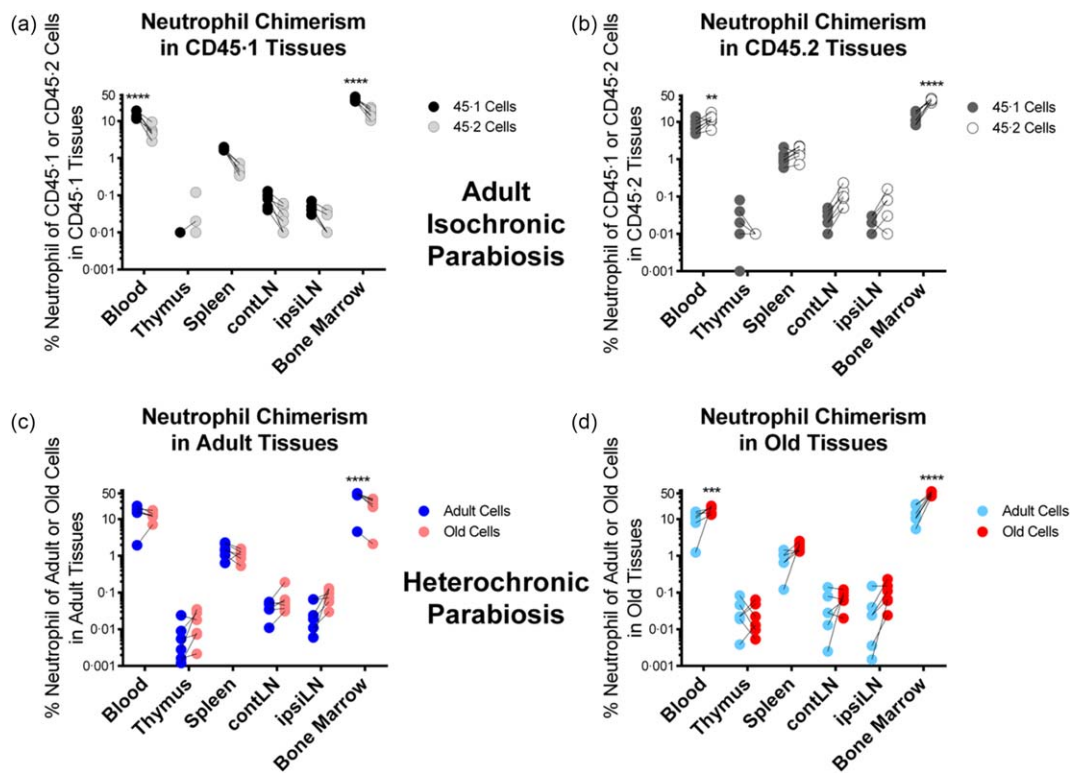 (a)
Neutrophil Chimerism
in CD45·1 Tissues
% Neutrophil of CD45·1 or CD45·2 Cells
in CD45·1 Tissues
50
10
1
0·1
0·01
0·001
****
****
45·1 Cells
45·2 Cells
Blood
Thymus
Spleen
contLN
ipsiLN
Bone Marrow
Adult
Isochronic
Parabiosis
(b)
Neutrophil Chimerism
in CD45.2 Tissues
% Neutrophil of CD45·1 or CD45·2 Cells
in CD45·2 Tissues
50
10
1
0·1
0·01
0·001
**
****
45·1 Cells
45·2 Cells
Blood
Thymus
Spleen
contLN
ipsiLN
Bone Marrow
(c)
Neutrophil Chimerism
in Adult Tissues
% Neutrophil of Adult or Old Cells
in Adult Tissues
50
10
1
0·1
0·01
0·001
****
Adult Cells
Old Cells
Blood
Thymus
Spleen
contLN
ipsiLN
Bone Marrow
Heterochronic
Parabiosis
(d)
Neutrophil Chimerism
in Old Tissues
% Neutrophil of Adult or Old Cells
in Old Tissues
50
10
1
0·1
0·01
0·001
***
****
Adult Cells
Old Cells
Blood
Thymus
Spleen
contLN
ipsiLN
Bone Marrow